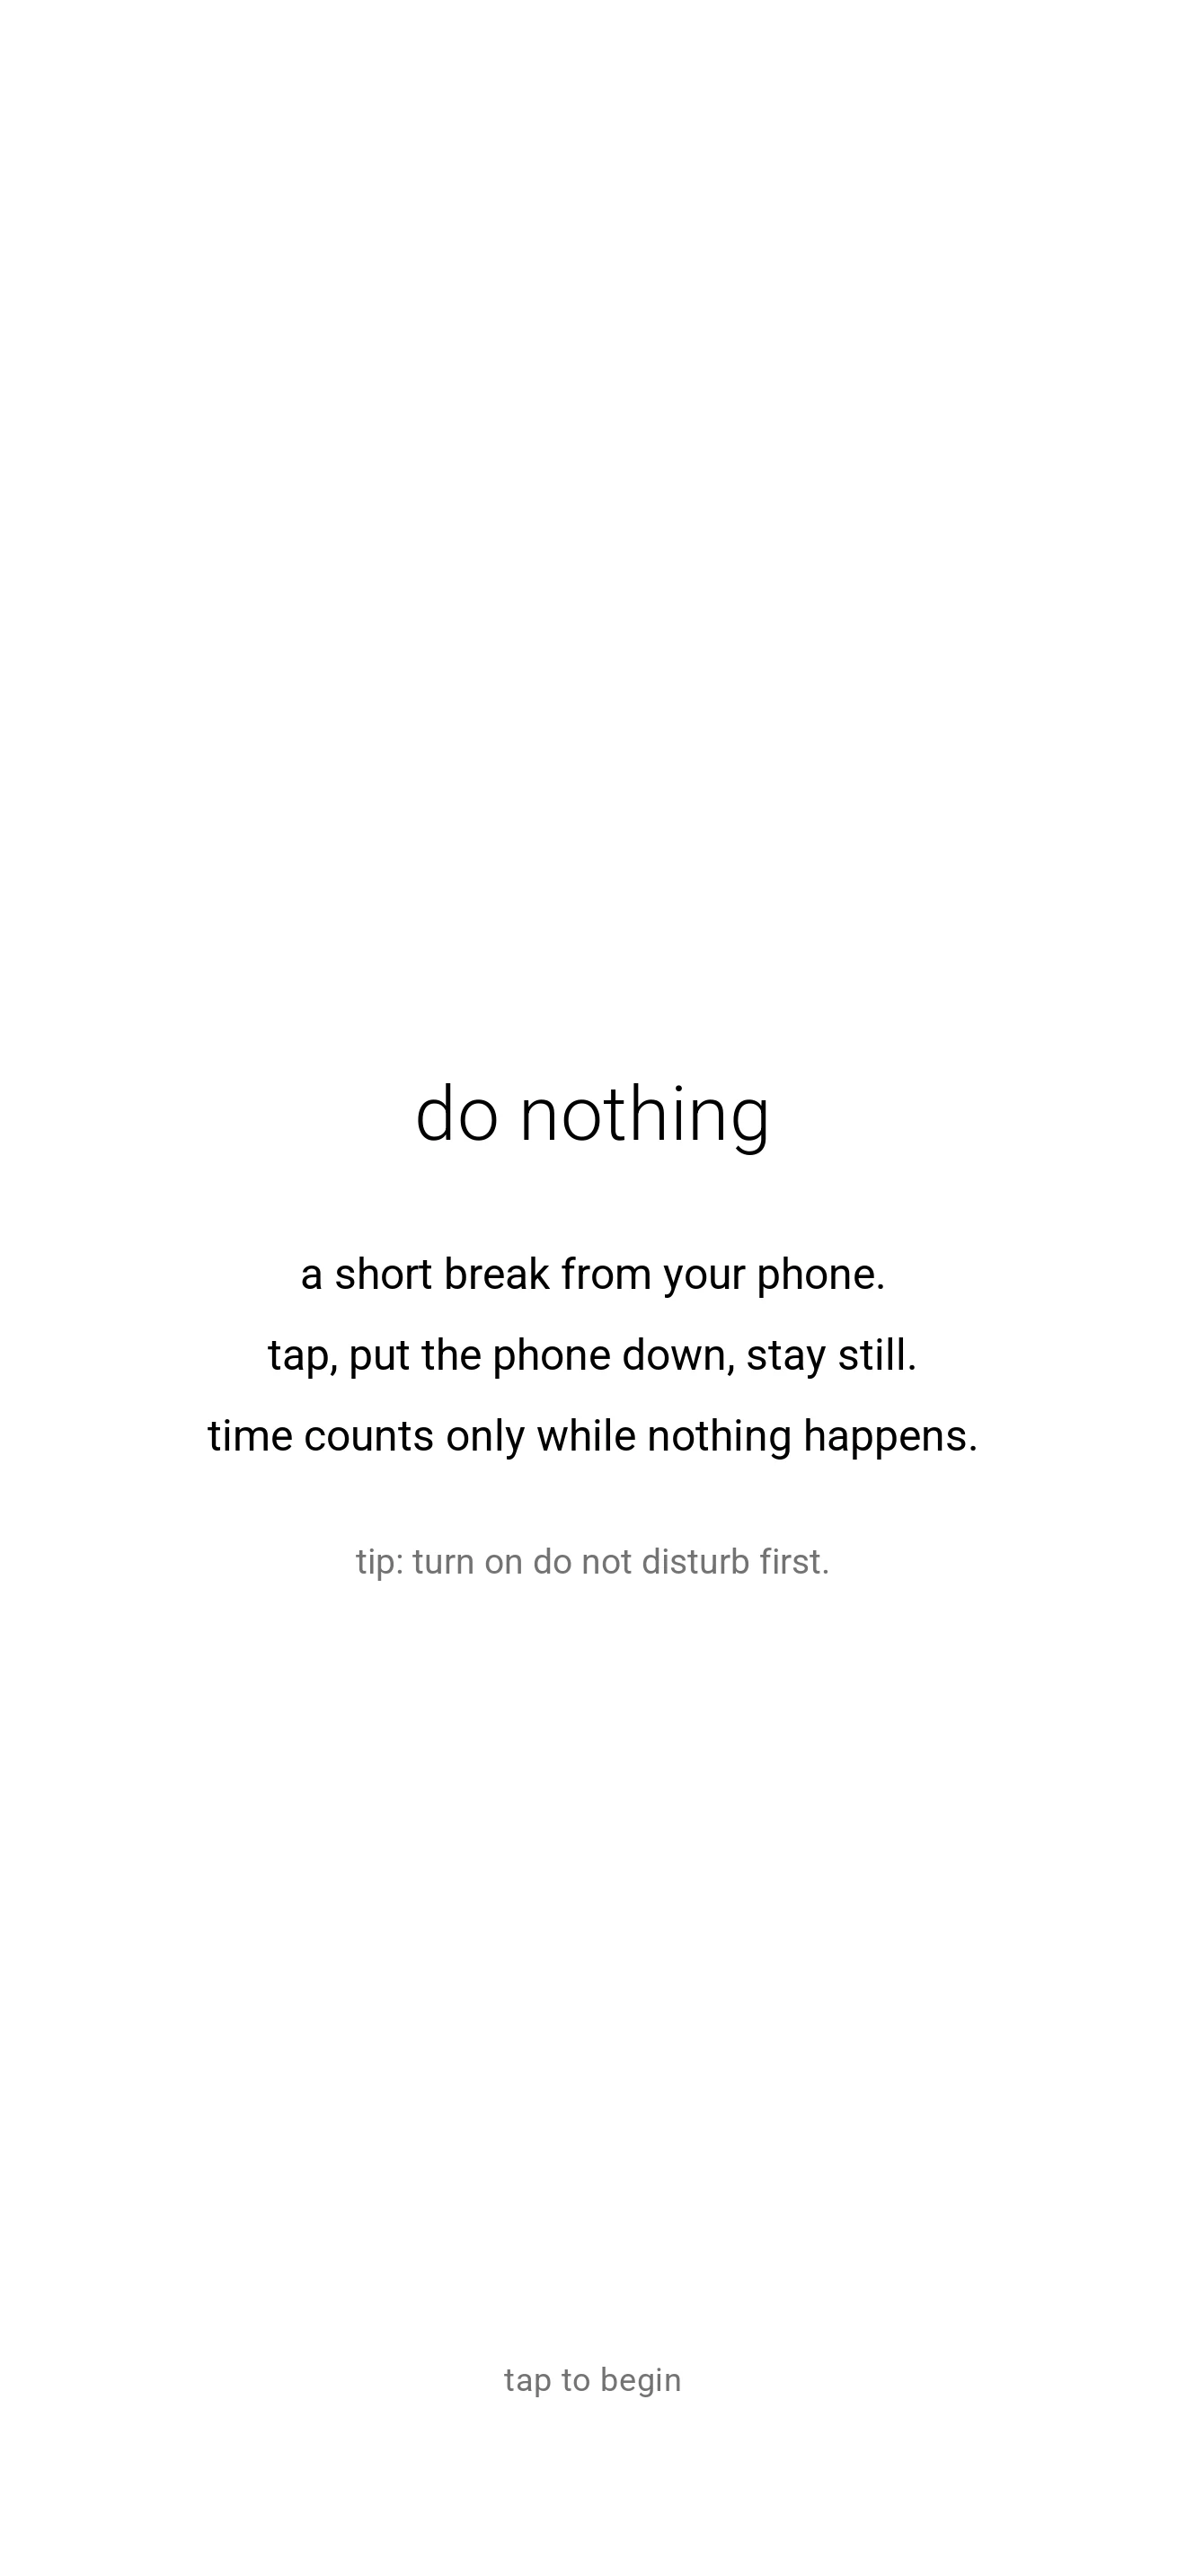 do nothing
a short break from your phone.
tap, put the phone down, stay still.
time counts only while nothing happens.
tip: turn on do not disturb first.
tap to begin